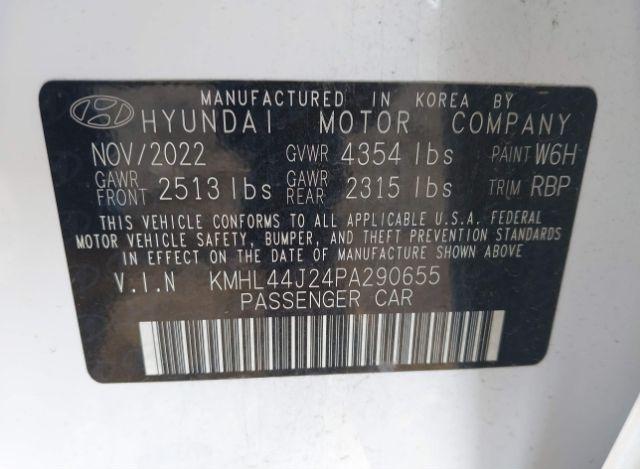 MANUFACTURED IN KOREA BY
HYUNDAI MOTOR COMPANY
NOV/2022 GVWR 4354 lbs PAINT W6H
GAWR FRONT 2513 lbs GAWR REAR 2315 lbs TRIM RBP
THIS VEHICLE CONFORMS TO ALL APPLICABLE U.S.A. FEDERAL
MOTOR VEHICLE SAFETY, BUMPER, AND THEFT PREVENTION STANDARDS
IN EFFECT ON THE DATE OF MANUFACTURE SHOWN ABOVE
V.I.N KMHL44J24PA290655
PASSENGER CAR